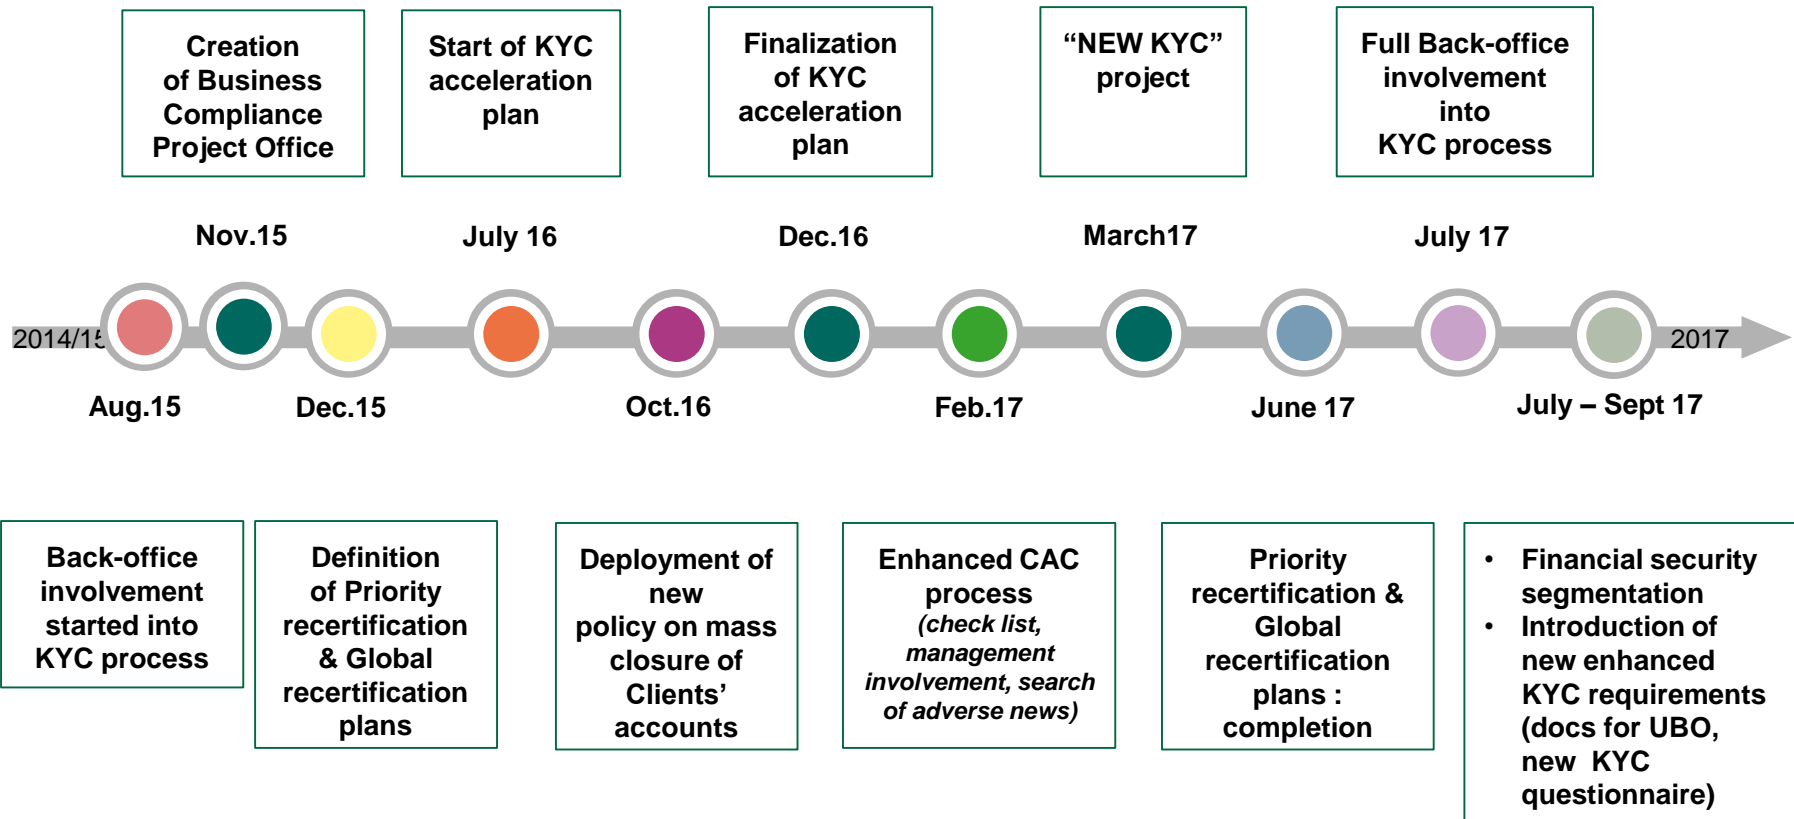 Creation
of Business
Compliance
Project Office
Start of KYC
acceleration
plan
Finalization
of KYC
acceleration
plan
“NEW KYC”
project
Full Back-office
involvement
into
KYC process
Nov.15
July 16
Dec.16
March17
July 17
2014/15
2017
Aug.15
Dec.15
Oct.16
Feb.17
June 17
July – Sept 17
Back-office
involvement
started into
KYC process
Definition
of Priority
recertification
& Global
recertification
plans
Deployment of
new
policy on mass
closure of
Clients’
accounts
Enhanced CAC
process
(check list,
management
involvement, search
of adverse news)
Priority
recertification &
Global
recertification
plans :
completion
• Financial security
segmentation
• Introduction of
new enhanced
KYC requirements
(docs for UBO,
new KYC
questionnaire)